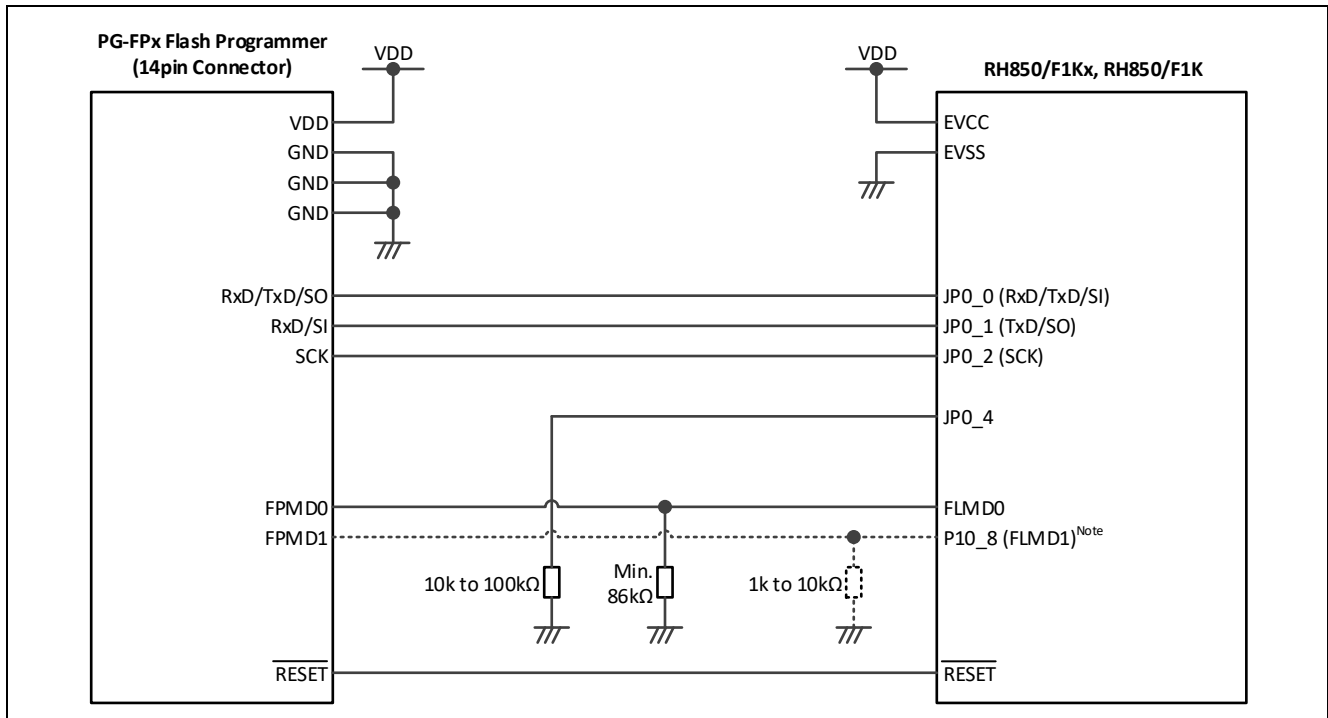 PG-FPx Flash Programmer
(14pin Connector)
VDD
VDD
RH850/F1Kx, RH850/F1K
VDD
GND
GND
GND
EVCC
EVSS
RxD/TxD/SO
RxD/SI
SCK
JP0_0 (RxD/TxD/SI)
JP0_1 (TxD/SO)
JP0_2 (SCK)
JP0_4
FPMD0
FPMD1
FLMD0
P10_8 (FLMD1)Note
10k to 100kΩ
Min.
86kΩ
1k to 10kΩ
RESET
RESET